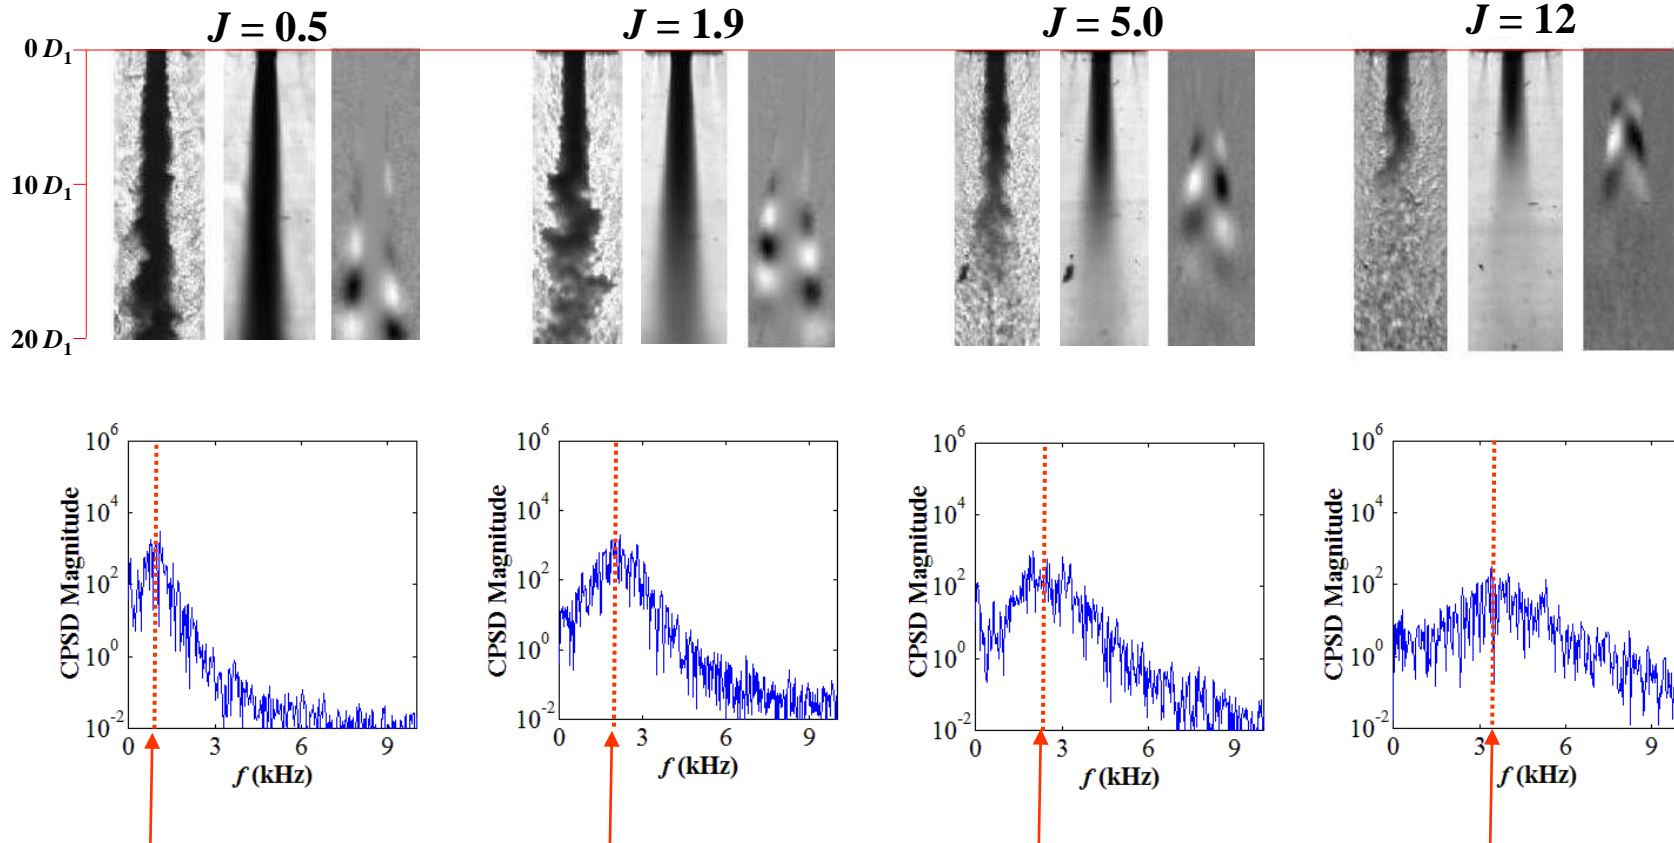 J = 0.5
J = 1.9
J = 5.0
J = 12
0 D1
10 D1
20 D1
CPSD Magnitude
10^6
10^4
10^2
10^0
10^-2
0 3 6 9
f (kHz)
CPSD Magnitude
10^6
10^4
10^2
10^0
10^-2
0 3 6 9
f (kHz)
CPSD Magnitude
10^6
10^4
10^2
10^0
10^-2
0 3 6 9
f (kHz)
CPSD Magnitude
10^6
10^4
10^2
10^0
10^-2
0 3 6 9
f (kHz)